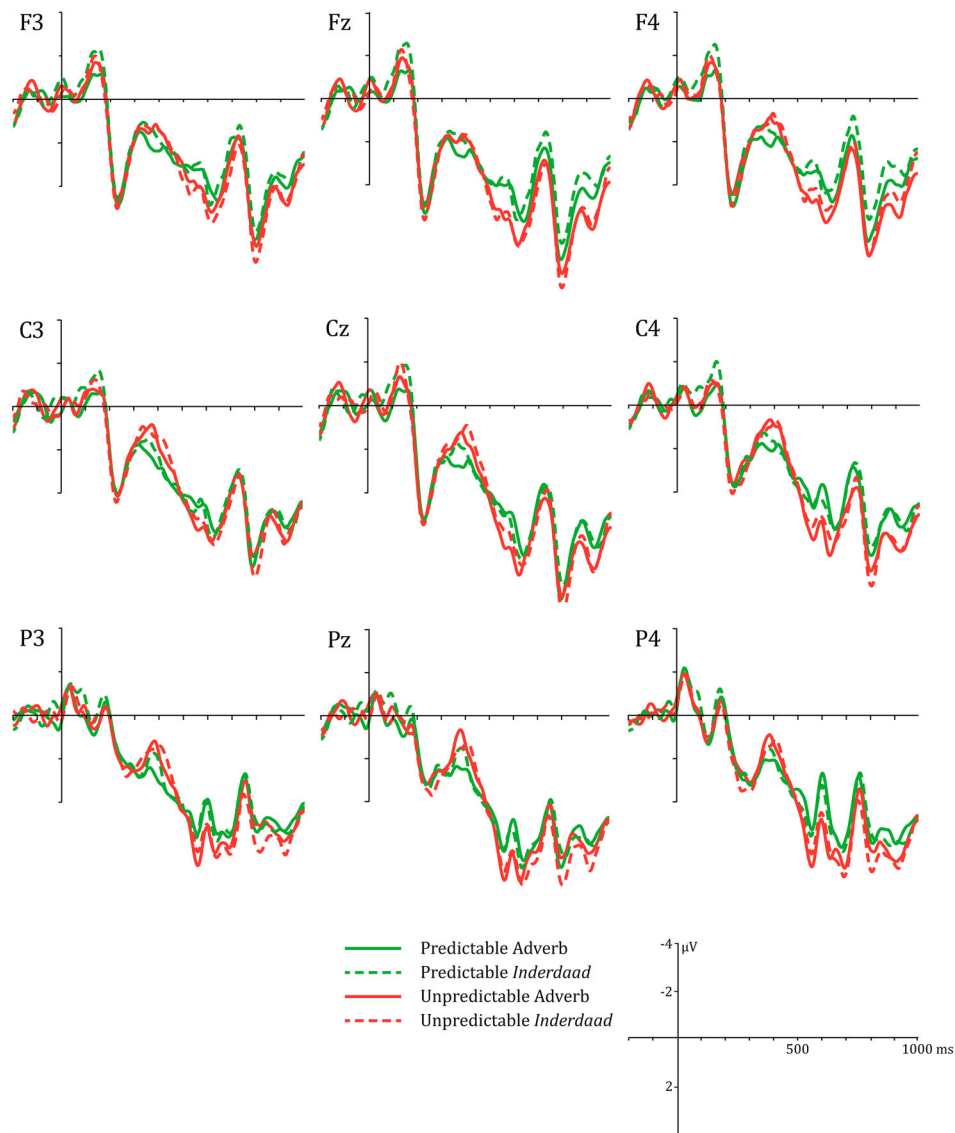 F3 Fz F4
C3 Cz C4
P3 Pz P4
Predictable Adverb
Predictable Inderdaad
Unpredictable Adverb
Unpredictable Inderdaad
-4 µV
-2
500 1000 ms
2